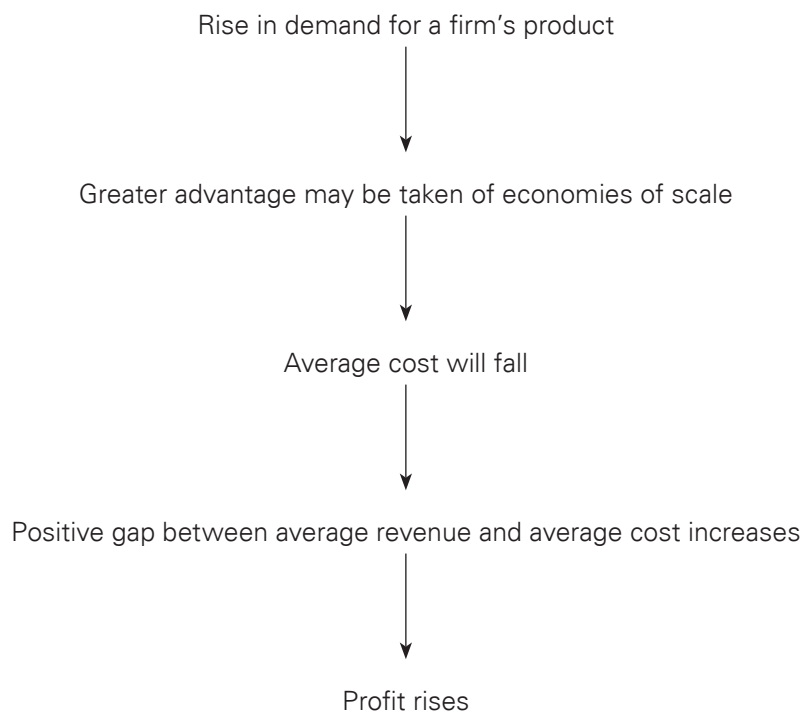 Rise in demand for a firm’s product
Greater advantage may be taken of economies of scale
Average cost will fall
Positive gap between average revenue and average cost increases
Profit rises